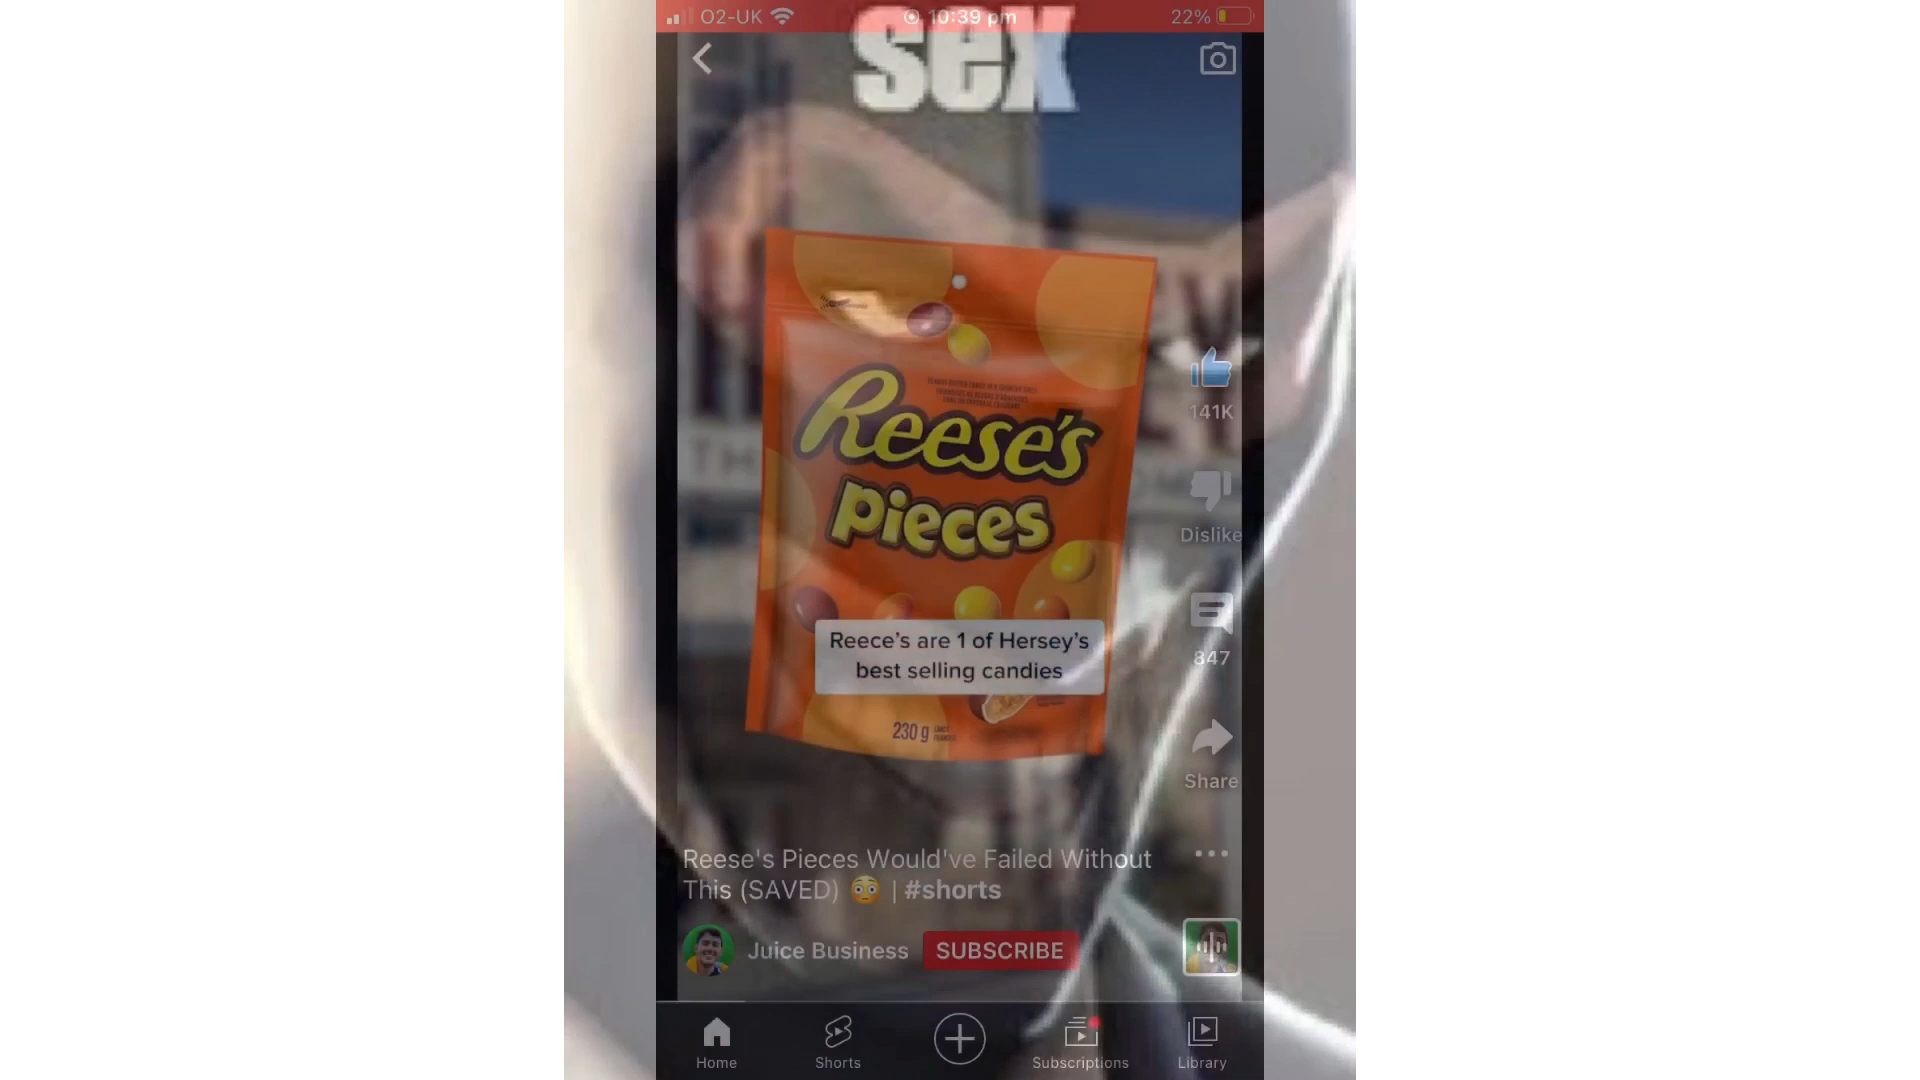 O2-UK
10:39 pm
22%
sex
Reese's
pieces
230 g
Reece's are 1 of Hersey's
best selling candies
141K
Dislike
847
Share
Reese's Pieces Would've Failed Without
This (SAVED) 😳 | #shorts
Juice Business
SUBSCRIBE
Home
Shorts
Subscriptions
Library